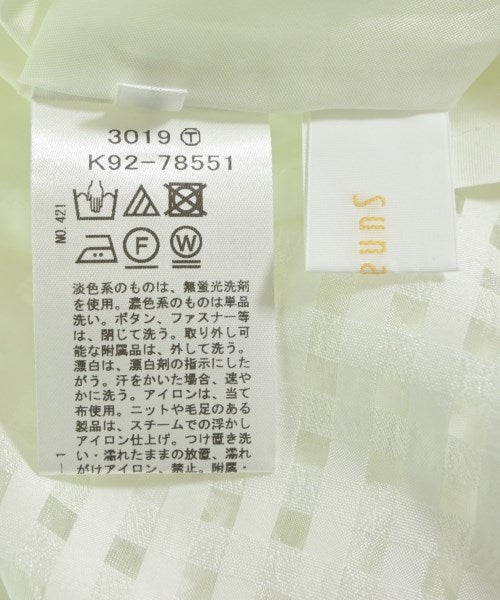 3019 Ⓣ
K92-78551
NO.421
F
W
淡色系のものは、無蛍光洗剤
を使用。濃色系のものは単品
洗い。ボタン、ファスナー等
は、閉じて洗う。取り外し可
能な附属品は、外して洗う。
漂白は、漂白剤の指示にした
がう。汗をかいた場合、速や
かに洗う。アイロンは、当て
布使用。ニットや毛足のある
製品は、スチームでの浮かし
アイロン仕上げ。つけ置き洗
い・濡れたままの放置、濡れ
がけアイロン、禁止。附属・
1